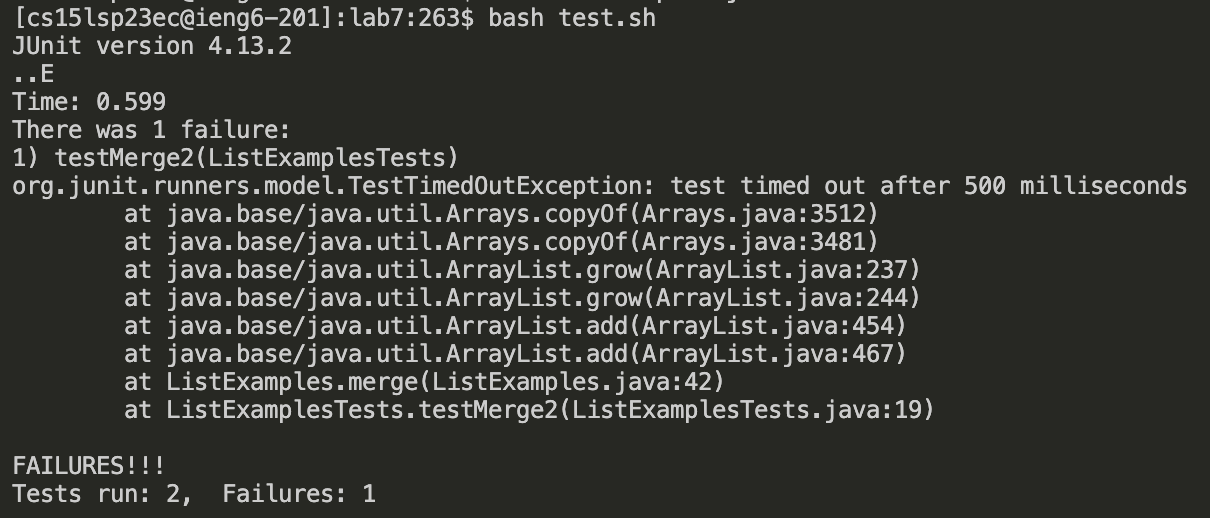 [cs15lsp23ec@ieng6-201]:lab7:263$ bash test.sh
JUnit version 4.13.2
..E
Time: 0.599
There was 1 failure:
1) testMerge2(ListExamplesTests)
org.junit.runners.model.TestTimedOutException: test timed out after 500 milliseconds
        at java.base/java.util.Arrays.copyOf(Arrays.java:3512)
        at java.base/java.util.Arrays.copyOf(Arrays.java:3481)
        at java.base/java.util.ArrayList.grow(ArrayList.java:237)
        at java.base/java.util.ArrayList.grow(ArrayList.java:244)
        at java.base/java.util.ArrayList.add(ArrayList.java:454)
        at java.base/java.util.ArrayList.add(ArrayList.java:467)
        at ListExamples.merge(ListExamples.java:42)
        at ListExamplesTests.testMerge2(ListExamplesTests.java:19)

FAILURES!!!
Tests run: 2,  Failures: 1